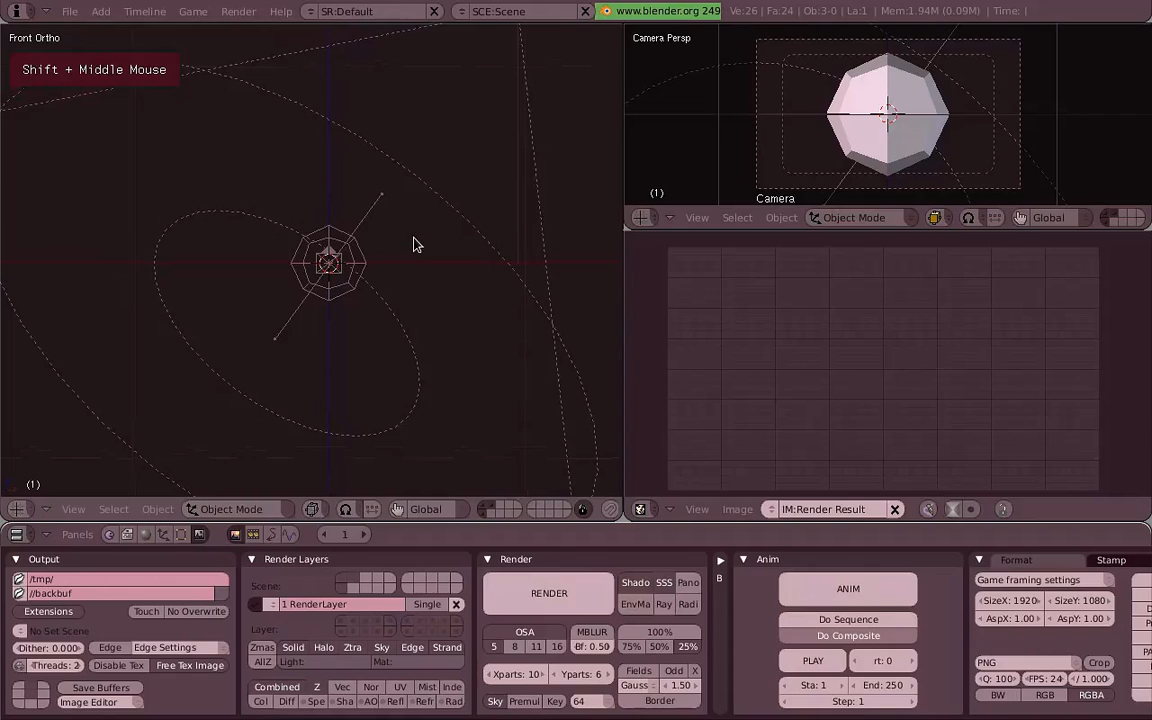 File Add Timeline Game Render Help SR:Default SCE:Scene www.blender.org 249 Ve:26 | Fa:24 | Ob:3-0 | La:1 | Mem:1.94M (0.09M) | Time: |
Front Ortho
Camera Persp
Shift + Middle Mouse
(1)
Camera
View Select Object Object Mode Global
(1)
View Select Object Object Mode Global View Image IM:Render Result
Panels 1
Output Render Layers Render Anim Format Stamp
/tmp/
//backbuf
Extensions Touch No Overwrite
No Set Scene
Dither: 0.000 Edge Edge Settings
Threads: 2 Disable Tex Free Tex Image
Save Buffers
Image Editor
Scene:
1 RenderLayer Single
Layer:
Zmas Solid Halo Ztra Sky Edge Strand
AllZ Light: Mat:
Combined Z Vec Nor UV Mist Inde
Col Diff Spe Sha AO Refl Refr Rad
RENDER
Shado SSS Pano
EnvMa Ray Radi
OSA MBLUR 100%
5 8 11 16 Bf: 0.50 75% 50% 25%
Xparts: 10 Yparts: 6 Fields Odd X
Gauss 1.50
Sky Premul Key 64 Border
B
ANIM
Do Sequence
Do Composite
PLAY rt: 0
Sta: 1 End: 250
Step: 1
Game framing settings
SizeX: 1920 SizeY: 1080
AspX: 1.00 AspY: 1.00
PNG Crop
Q: 100 FPS: 24 /: 1.000
BW RGB RGBA